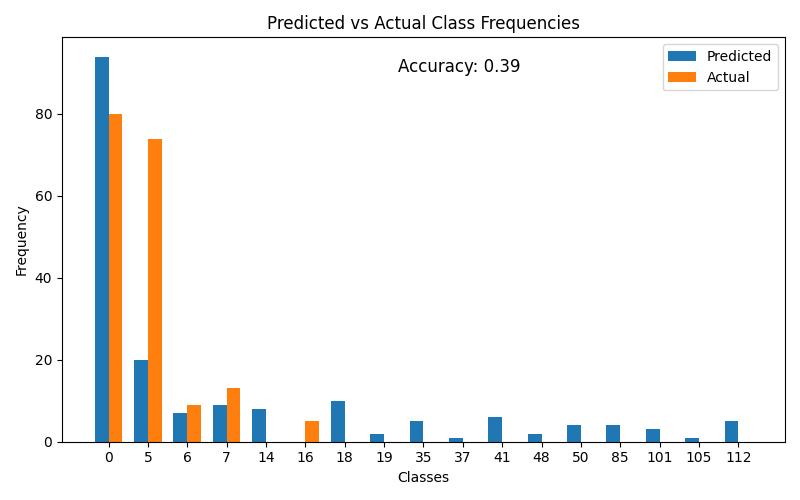 Predicted vs Actual Class Frequencies
Accuracy: 0.39
Predicted
Actual
Frequency
80
60
40
20
0
0 5 6 7 14 16 18 19 35 37 41 48 50 85 101 105 112
Classes